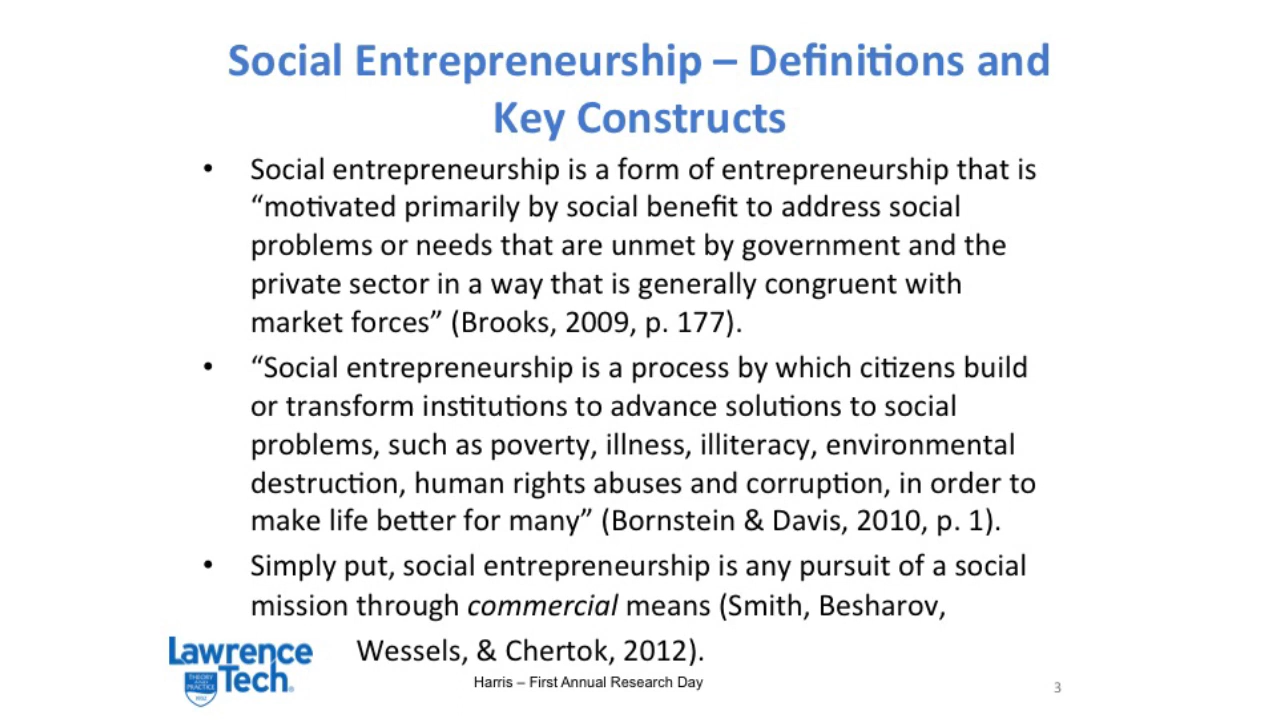 Social Entrepreneurship – Definitions and
Key Constructs
• Social entrepreneurship is a form of entrepreneurship that is
“motivated primarily by social benefit to address social
problems or needs that are unmet by government and the
private sector in a way that is generally congruent with
market forces” (Brooks, 2009, p. 177).
• “Social entrepreneurship is a process by which citizens build
or transform institutions to advance solutions to social
problems, such as poverty, illness, illiteracy, environmental
destruction, human rights abuses and corruption, in order to
make life better for many” (Bornstein & Davis, 2010, p. 1).
• Simply put, social entrepreneurship is any pursuit of a social
mission through commercial means (Smith, Besharov,
Wessels, & Chertok, 2012).
Lawrence
Tech
THEORY
PRACTICE
Harris – First Annual Research Day
3